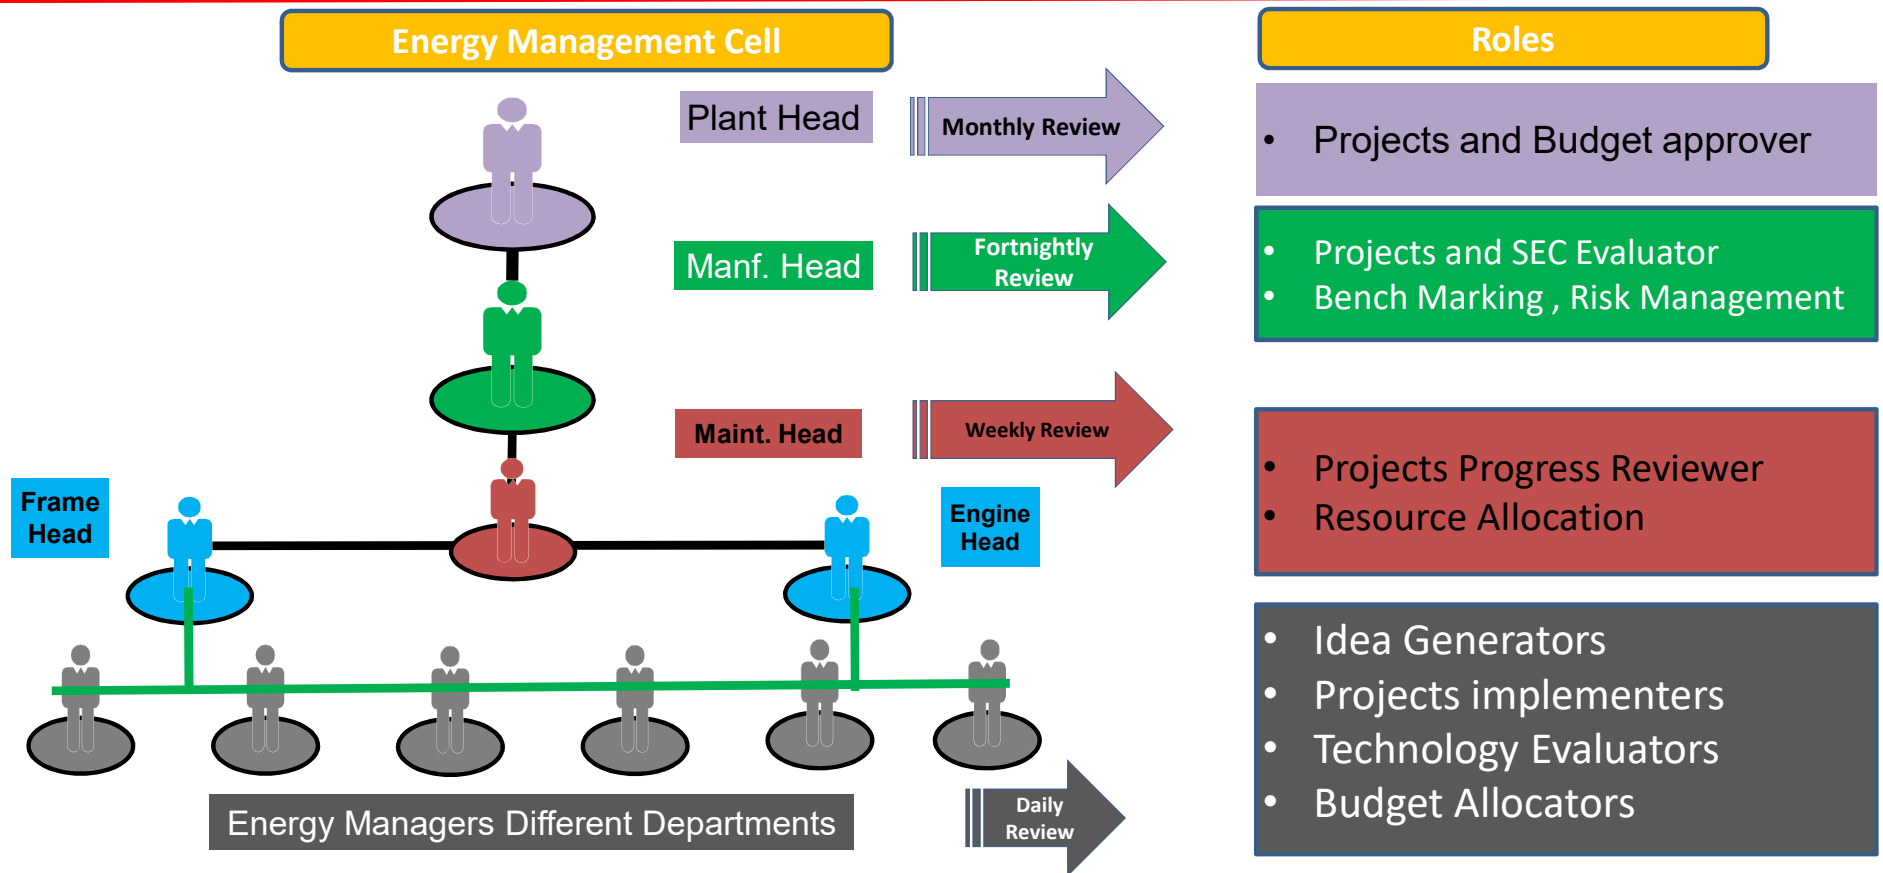 Energy Management Cell
Roles
Plant Head
Monthly Review
• Projects and Budget approver
Manf. Head
Fortnightly
Review
• Projects and SEC Evaluator
• Bench Marking , Risk Management
Maint. Head
Weekly Review
• Projects Progress Reviewer
• Resource Allocation
Frame
Head
Engine
Head
• Idea Generators
• Projects implementers
• Technology Evaluators
• Budget Allocators
Energy Managers Different Departments
Daily
Review